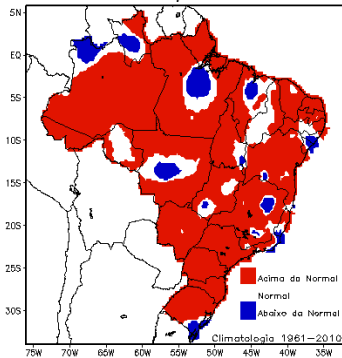 5N
EQ
5S
10S
15S
20S
25S
30S
Acima da Normal
Normal
Abaixo da Normal
Climatologia 1961-2010
75W 70W 65W 60W 55W 50W 45W 40W 35W